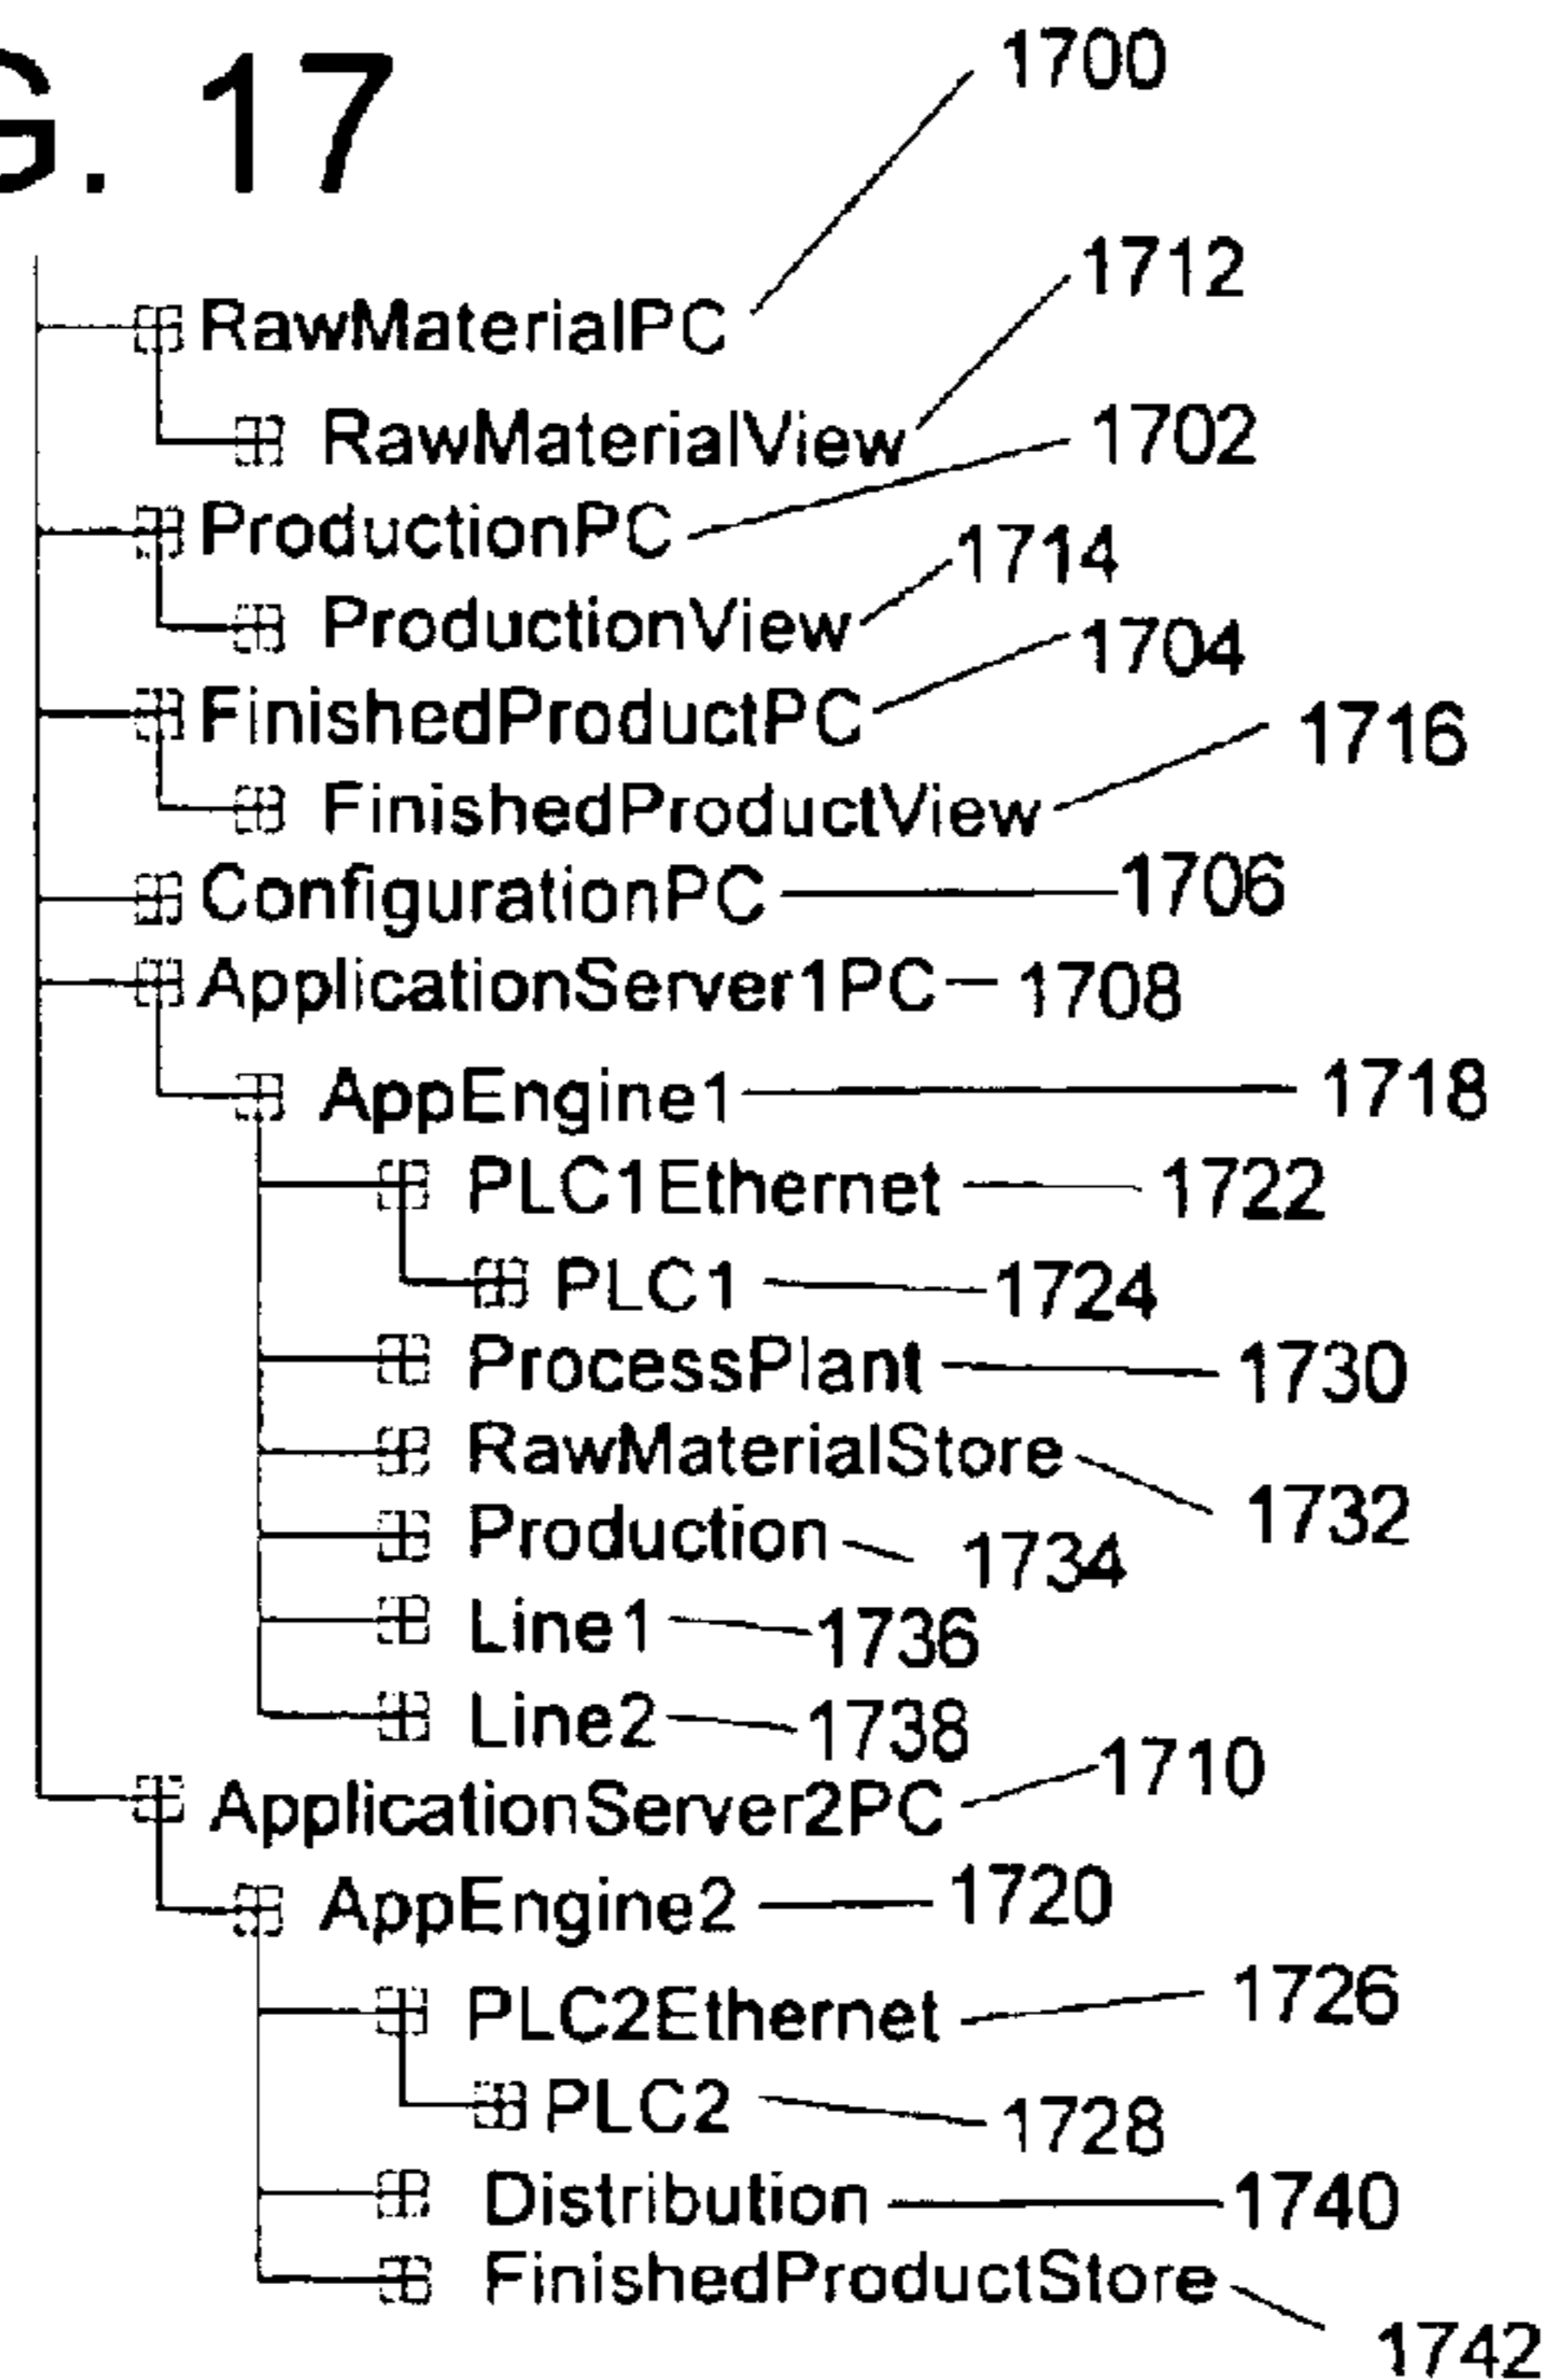 G. 17
1700
RawMaterialPC
1712
RawMaterialView
1702
ProductionPC
1714
ProductionView
1704
FinishedProductPC
1716
FinishedProductView
ConfigurationPC 1706
ApplicationServer1PC 1708
AppEngine1 1718
PLC1Ethernet 1722
PLC1 1724
ProcessPlant 1730
RawMaterialStore
1732
Production 1734
Line1 1736
Line2 1738
1710
ApplicationServer2PC
AppEngine2 1720
PLC2Ethernet 1726
PLC2 1728
Distribution 1740
FinishedProductStore
1742